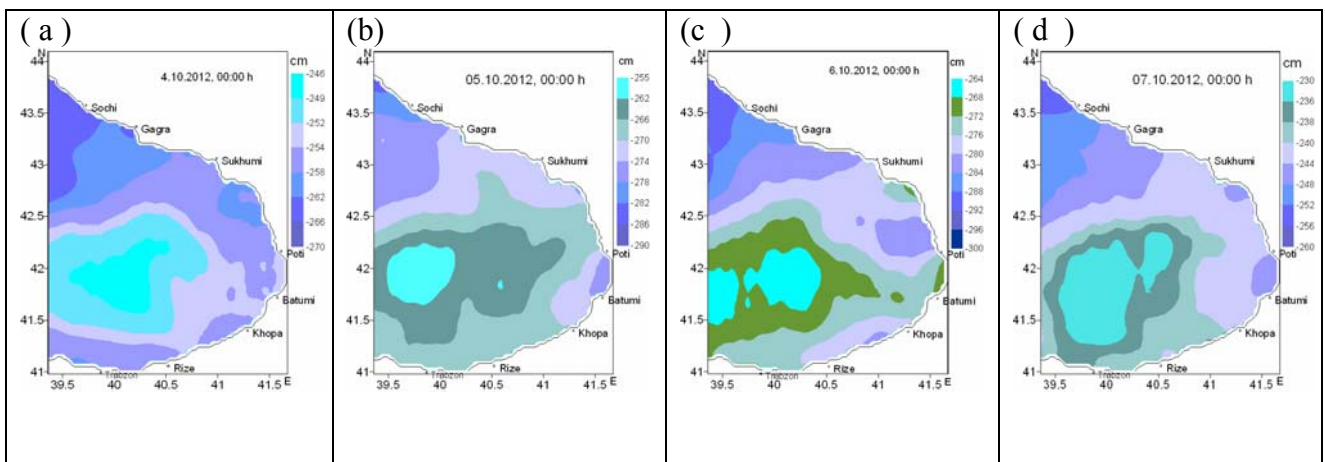 ( a )
N
44
cm
4.10.2012, 00:00 h
-246
-249
-252
-254
-258
-262
-266
-270
Sochi
43.5
Gagra
43
Sukhumi
42.5
42
Poti
Batumi
41.5
Khopa
41
Trabzon
Rize
39.5 40 40.5 41 41.5 E
(b)
N
44
cm
05.10.2012, 00:00 h
-255
-262
-266
-270
-274
-278
-286
-290
Sochi
43.5
Gagra
43
Sukhumi
42.5
42
Poti
Batumi
41.5
Khopa
41
Trabzon
Rize
39.5 40 40.5 41 41.5 E
(c )
N
44
cm
6.10.2012, 00:00 h
-264
-268
-272
-276
-280
-288
-292
-296
-300
Sochi
43.5
Gagra
43
Sukhumi
42.5
42
Poti
Batumi
41.5
Khopa
41
Trabzon
Rize
39.5 40 40.5 41 41.5 E
( d )
N
44
cm
07.10.2012, 00:00 h
-230
-236
-238
-240
-244
-250
-260
Sochi
43.5
Gagra
43
Sukhumi
42.5
42
Poti
Batumi
41.5
Khopa
41
Trabzon
Rize
39.5 40 40.5 41 41.5 E